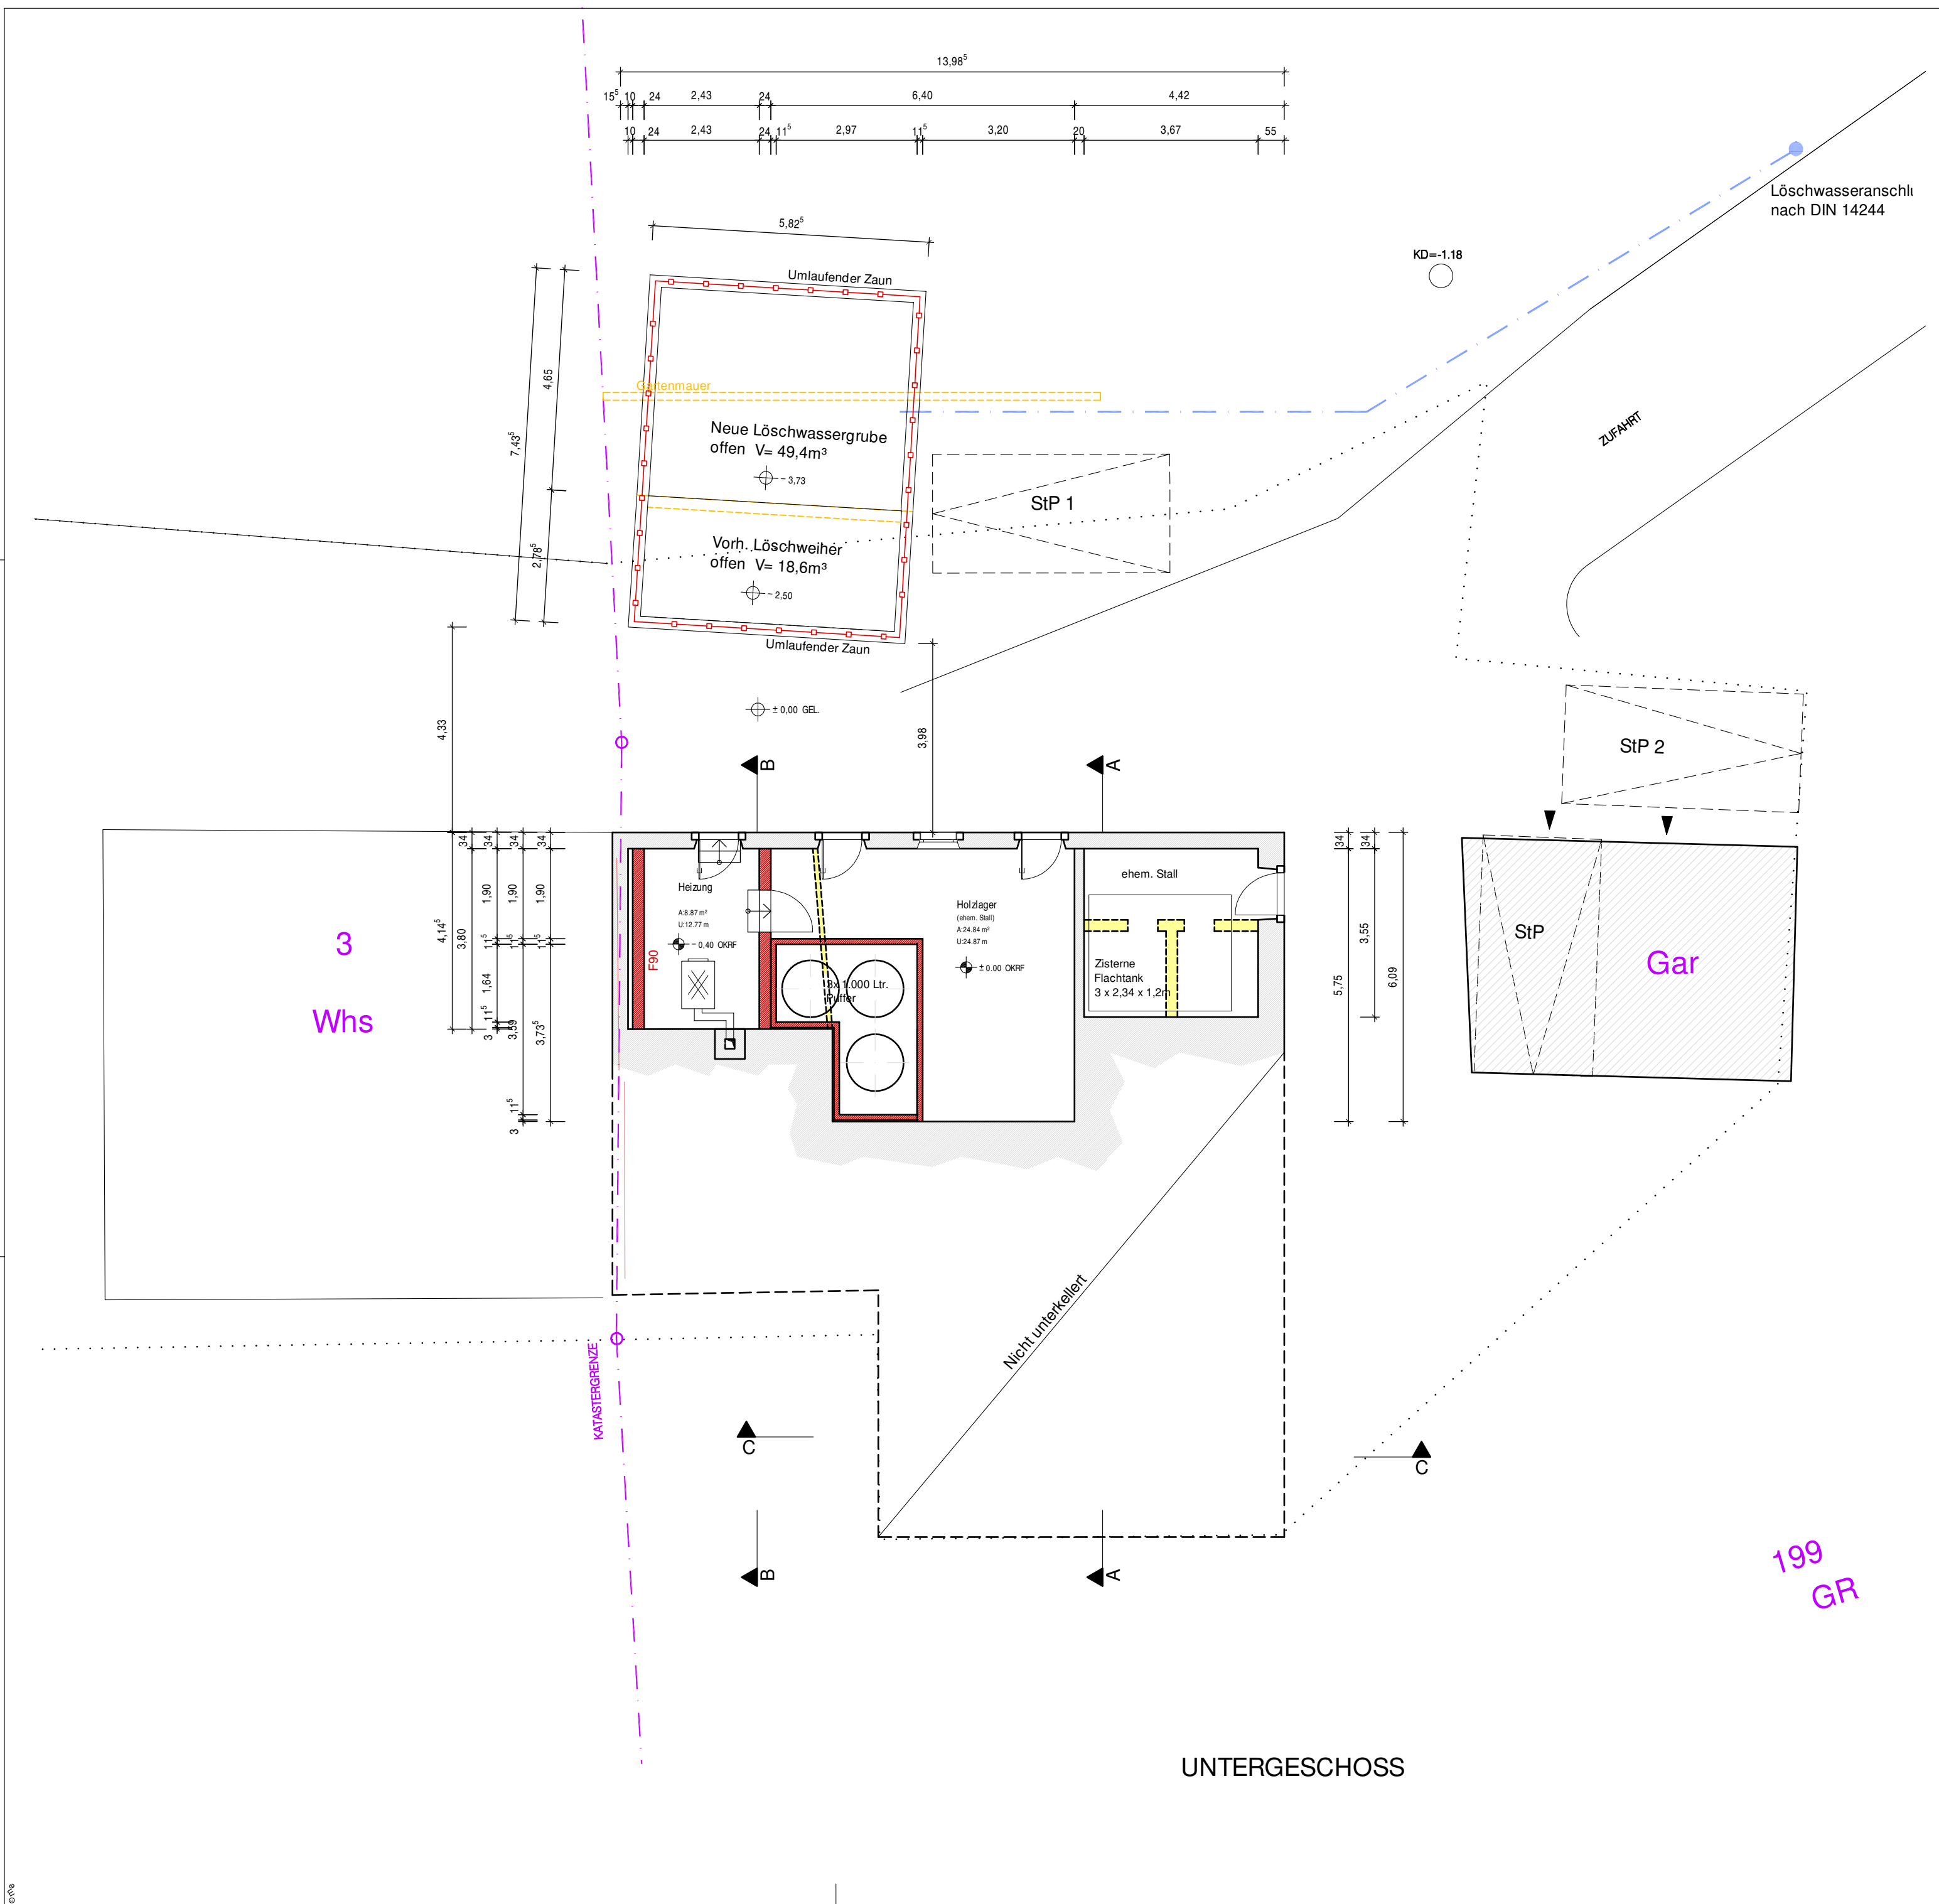 13,98⁵
15⁵ 10 24 2,43 24 6,40 4,42
10 24 2,43 24 11⁵ 2,97 11⁵ 3,20 20 3,67 55
Löschwasseranschl
nach DIN 14244
5,82⁵
KD=-1.18
Umlaufender Zaun
4,65
7,43⁵
2,78⁵
Gartenmauer
Neue Löschwassergrube
offen V= 49,4m³
- 3,73
ZUFAHRT
StP 1
Vorh. Löschweiher
offen V= 18,6m³
- 2,50
Umlaufender Zaun
± 0,00 GEL.
4,33
3,98
StP 2
B
A
34 34 34 34
34 34
1,90 1,90 1,90
4,14⁵
3,80
11⁵ 11⁵ 11⁵
1,64
11⁵
3
3,59
3,73⁵
11⁵
3
Heizung
A:8.87 m²
U:12.77 m
- 0,40 OKRF
F90
3x 1.000 Ltr.
Puffer
Holzlager
(ehem. Stall)
A:24.84 m²
U:24.87 m
± 0.00 OKRF
ehem. Stall
Zisterne
Flachtank
3 x 2,34 x 1,2m
3,55
5,75
6,09
StP
Gar
3
Whs
Nicht unterkellert
KATASTERGRENZE
C
C
B
A
199
GR
UNTERGESCHOSS